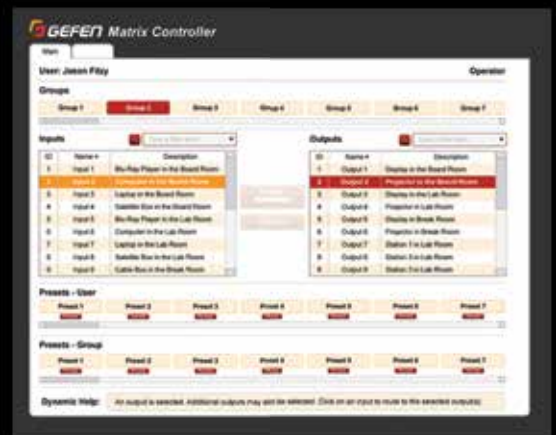 GEFEN Matrix Controller
Main
User: Jason Fitzy Operator
Groups
Group 1 Group 2 Group 3 Group 4 Group 5 Group 6 Group 7
Inputs Outputs
ID Name Description ID Name Description
1 Input 1 Blu-Ray Player in the Board Room 1 Output 1 Display in the Board Room
2 Input 2 Computer in the Board Room 2 Output 2 Projector in the Board Room
3 Input 3 Laptop in the Board Room 3 Output 3 Display in the Lab Room
4 Input 4 Satellite Box in the Board Room 4 Output 4 Projector in Lab Room
5 Input 5 Blu-Ray Player in the Lab Room 5 Output 5 Display in Break Room
6 Input 6 Computer in the Lab Room 6 Output 6 Projector in Break Room
7 Input 7 Laptop in the Lab Room 7 Output 7 Station 1 in Lab Room
8 Input 8 Satellite Box in the Lab Room 8 Output 8 Station 2 in Lab Room
9 Input 9 Cable Box in the Break Room 9 Output 9 Station 3 in Lab Room
Presets - User
Preset 1 Preset 2 Preset 3 Preset 4 Preset 5 Preset 6 Preset 7
Presets - Group
Preset 1 Preset 2 Preset 3 Preset 4 Preset 5 Preset 6 Preset 7
Dynamic Help: An output is selected. Additional outputs may also be selected. Click on an input to route to the selected output(s).